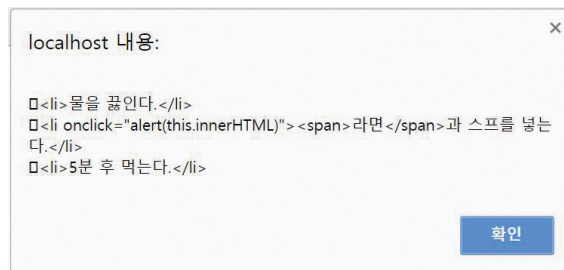 localhost 내용:
×
□<li>물을 끓인다.</li>
□<li onclick="alert(this.innerHTML)"><span>라면</span>과 스프를 넣는
다.</li>
□<li>5분 후 먹는다.</li>
확인